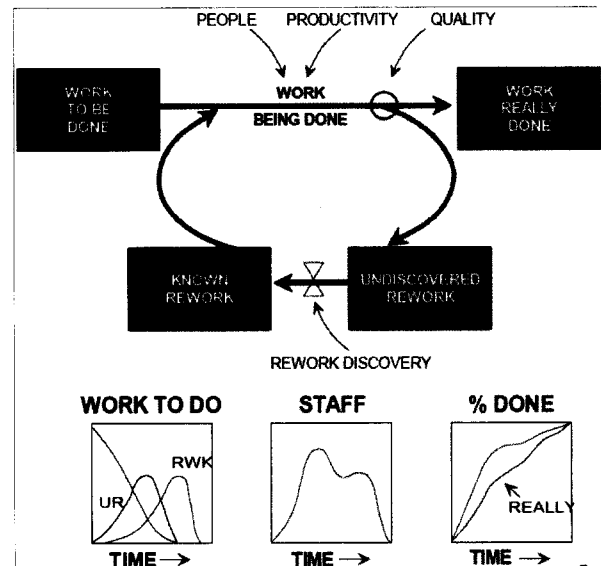 PEOPLE PRODUCTIVITY QUALITY
WORK
TO BE
DONE
WORK
BEING DONE
WORK
REALLY
DONE
KNOWN
REWORK
UNDISCOVERED
REWORK
REWORK DISCOVERY
WORK TO DO
STAFF
% DONE
UR
RWK
REALLY
TIME
TIME
TIME